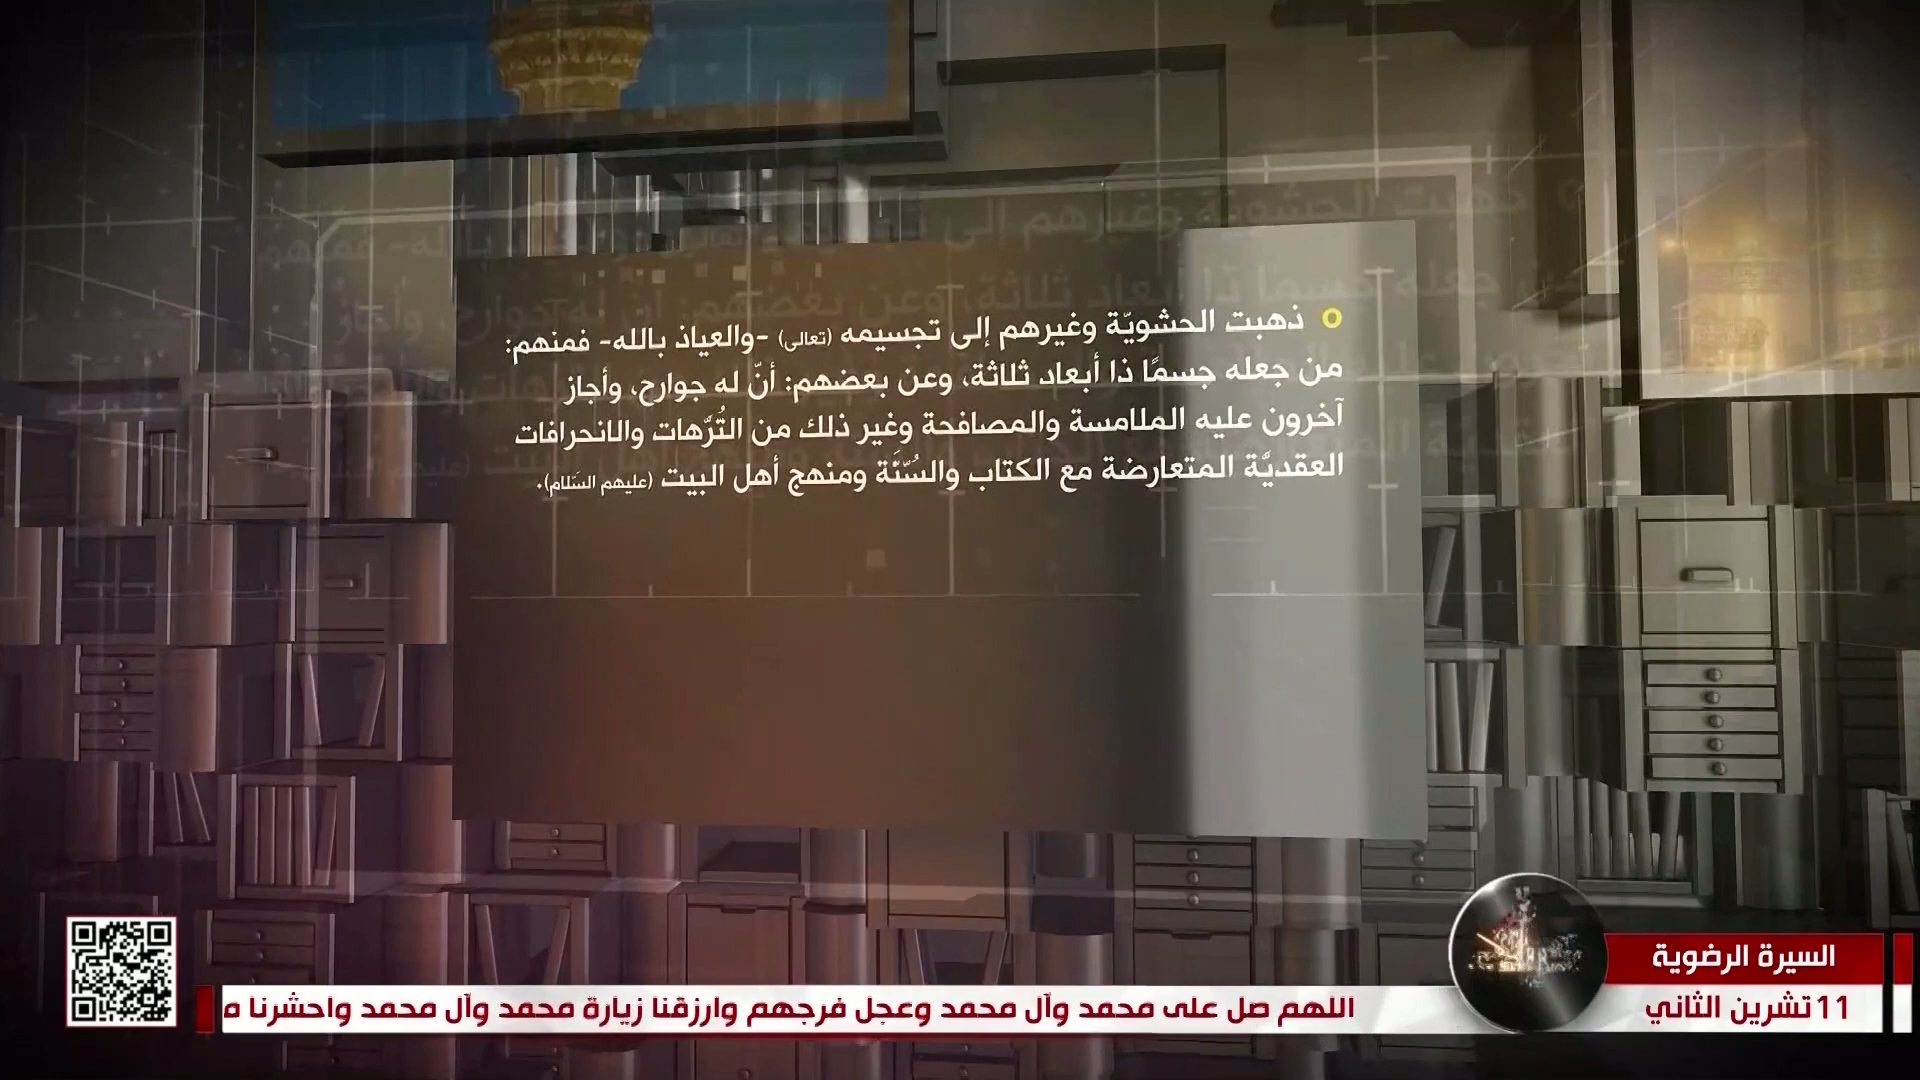 ذهبت الحشويّة وغيرهم إلى تجسيمه (تعالى) -والعياذ بالله- فمنهم:
من جعله جسمًا ذا أبعاد ثلاثة، وعن بعضهم: أنّ له جوارح، وأجاز
آخرون عليه الملامسة والمصافحة وغير ذلك من التُّرَّهات والانحرافات
العقديَّة المتعارضة مع الكتاب والسُّنَّة ومنهج أهل البيت (عليهم السَّلام).
السيرة الرضوية
11 تشرين الثاني
اللهم صل على محمد وآل محمد وعجل فرجهم وارزقنا زيارة محمد وآل محمد واحشرنا م